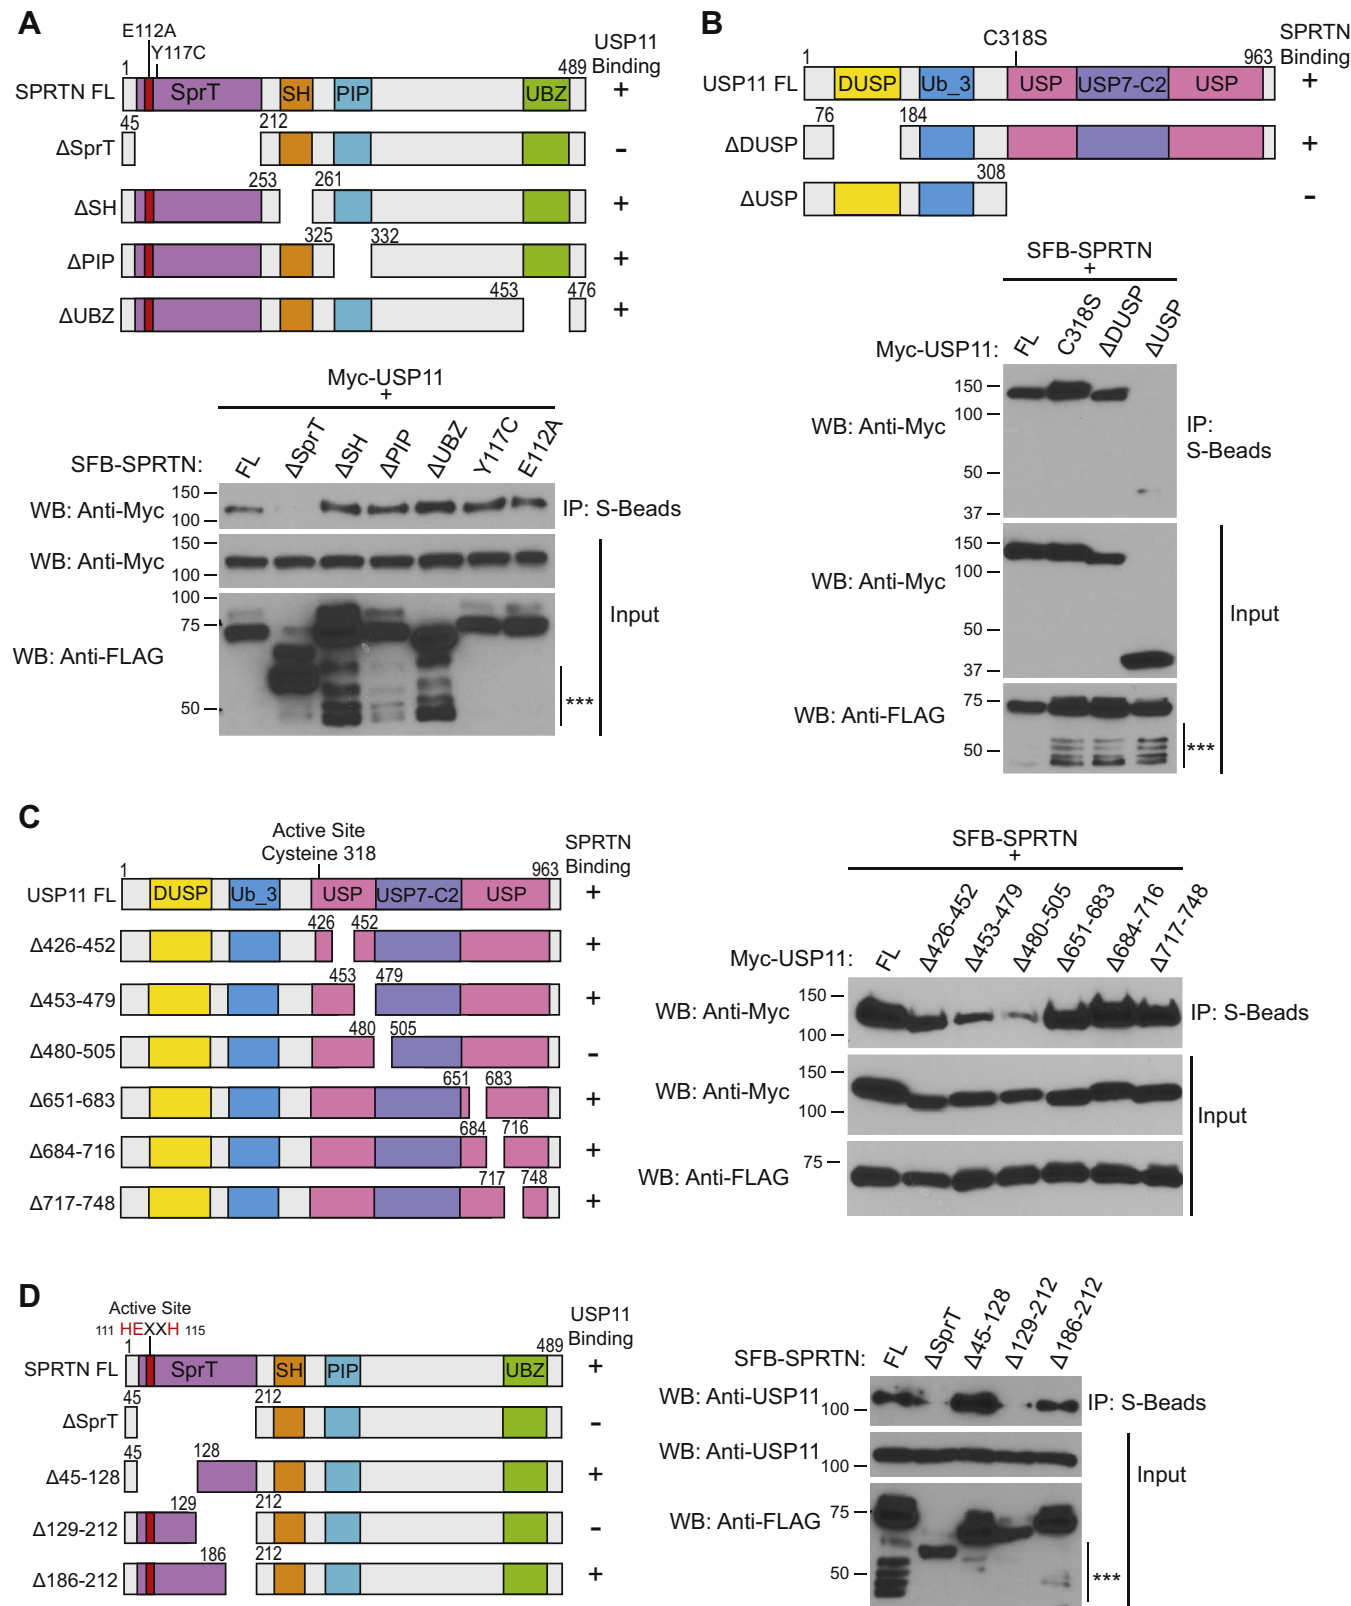 A
E112A
Y117C
USP11
Binding
1
489
SPRTN FL
SprT
SH
PIP
UBZ
+
45
212
ΔSprT
-
253
261
ΔSH
+
325
332
ΔPIP
+
453
476
ΔUBZ
+
Myc-USP11
+
SFB-SPRTN:
FL
ΔSprT
ΔSH
ΔPIP
ΔUBZ
Y117C
E112A
WB: Anti-Myc
150
100
IP: S-Beads
WB: Anti-Myc
150
100
WB: Anti-FLAG
100
75
50
***
Input
B
C318S
SPRTN
Binding
1
963
USP11 FL
DUSP
Ub_3
USP
USP7-C2
USP
+
76
184
ΔDUSP
+
308
ΔUSP
-
SFB-SPRTN
+
Myc-USP11:
FL
C318S
ΔDUSP
ΔUSP
WB: Anti-Myc
150
100
50
37
IP:
S-Beads
WB: Anti-Myc
150
100
50
37
Input
WB: Anti-FLAG
75
50
***
C
Active Site
Cysteine 318
SPRTN
Binding
1
963
USP11 FL
DUSP
Ub_3
USP
USP7-C2
USP
+
426
452
Δ426-452
+
453
479
Δ453-479
+
480
505
Δ480-505
-
651
683
Δ651-683
+
684
716
Δ684-716
+
717
748
Δ717-748
+
SFB-SPRTN
+
Myc-USP11:
FL
Δ426-452
Δ453-479
Δ480-505
Δ651-683
Δ684-716
Δ717-748
WB: Anti-Myc
150
100
IP: S-Beads
WB: Anti-Myc
150
100
Input
WB: Anti-FLAG
75
D
Active Site
111 HEXXH 115
USP11
Binding
1
489
SPRTN FL
SprT
SH
PIP
UBZ
+
45
212
ΔSprT
-
45
128
Δ45-128
+
129
212
Δ129-212
-
186
212
Δ186-212
+
SFB-SPRTN:
FL
ΔSprT
Δ45-128
Δ129-212
Δ186-212
WB: Anti-USP11
100
IP: S-Beads
WB: Anti-USP11
100
Input
WB: Anti-FLAG
75
50
***